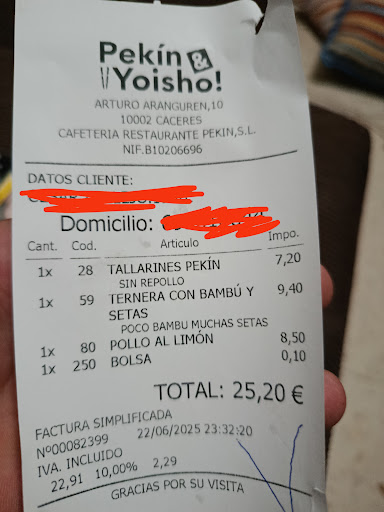 Pekín &
Yoisho!
ARTURO ARANGUREN,10
10002 CACERES
CAFETERIA RESTAURANTE PEKIN,S.L.
NIF.B10206696
DATOS CLIENTE:
Domicilio:
Cant. Cod. Articulo Impo.
1x 28 TALLARINES PEKÍN 7,20
SIN REPOLLO
1x 59 TERNERA CON BAMBÚ Y 9,40
SETAS
POCO BAMBU MUCHAS SETAS
1x 80 POLLO AL LIMÓN 8,50
1x 250 BOLSA 0,10
TOTAL: 25,20 €
FACTURA SIMPLIFICADA
Nº00082399 22/06/2025 23:32:20
IVA. INCLUIDO
22,91 10,00% 2,29
GRACIAS POR SU VISITA